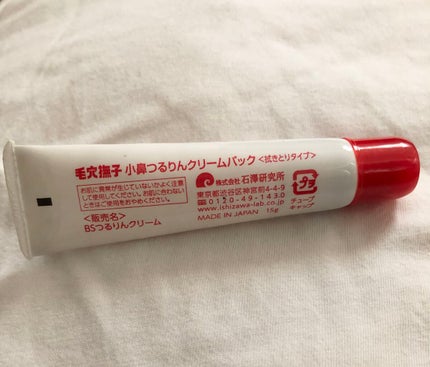 毛穴撫子 小鼻つるりんクリームパック<拭きとりタイプ>
お肌に異常が生じていないかよく注意
して使用してください。お肌に合わない
ときはご使用をおやめください。
<販売名>
BSつるりんクリーム
株式会社石澤研究所
東京都渋谷区神宮前4-4-9
0120-49-1430
www.ishizawa-lab.co.jp
MADE IN JAPAN 15g
プラ
チューブ
キャップ